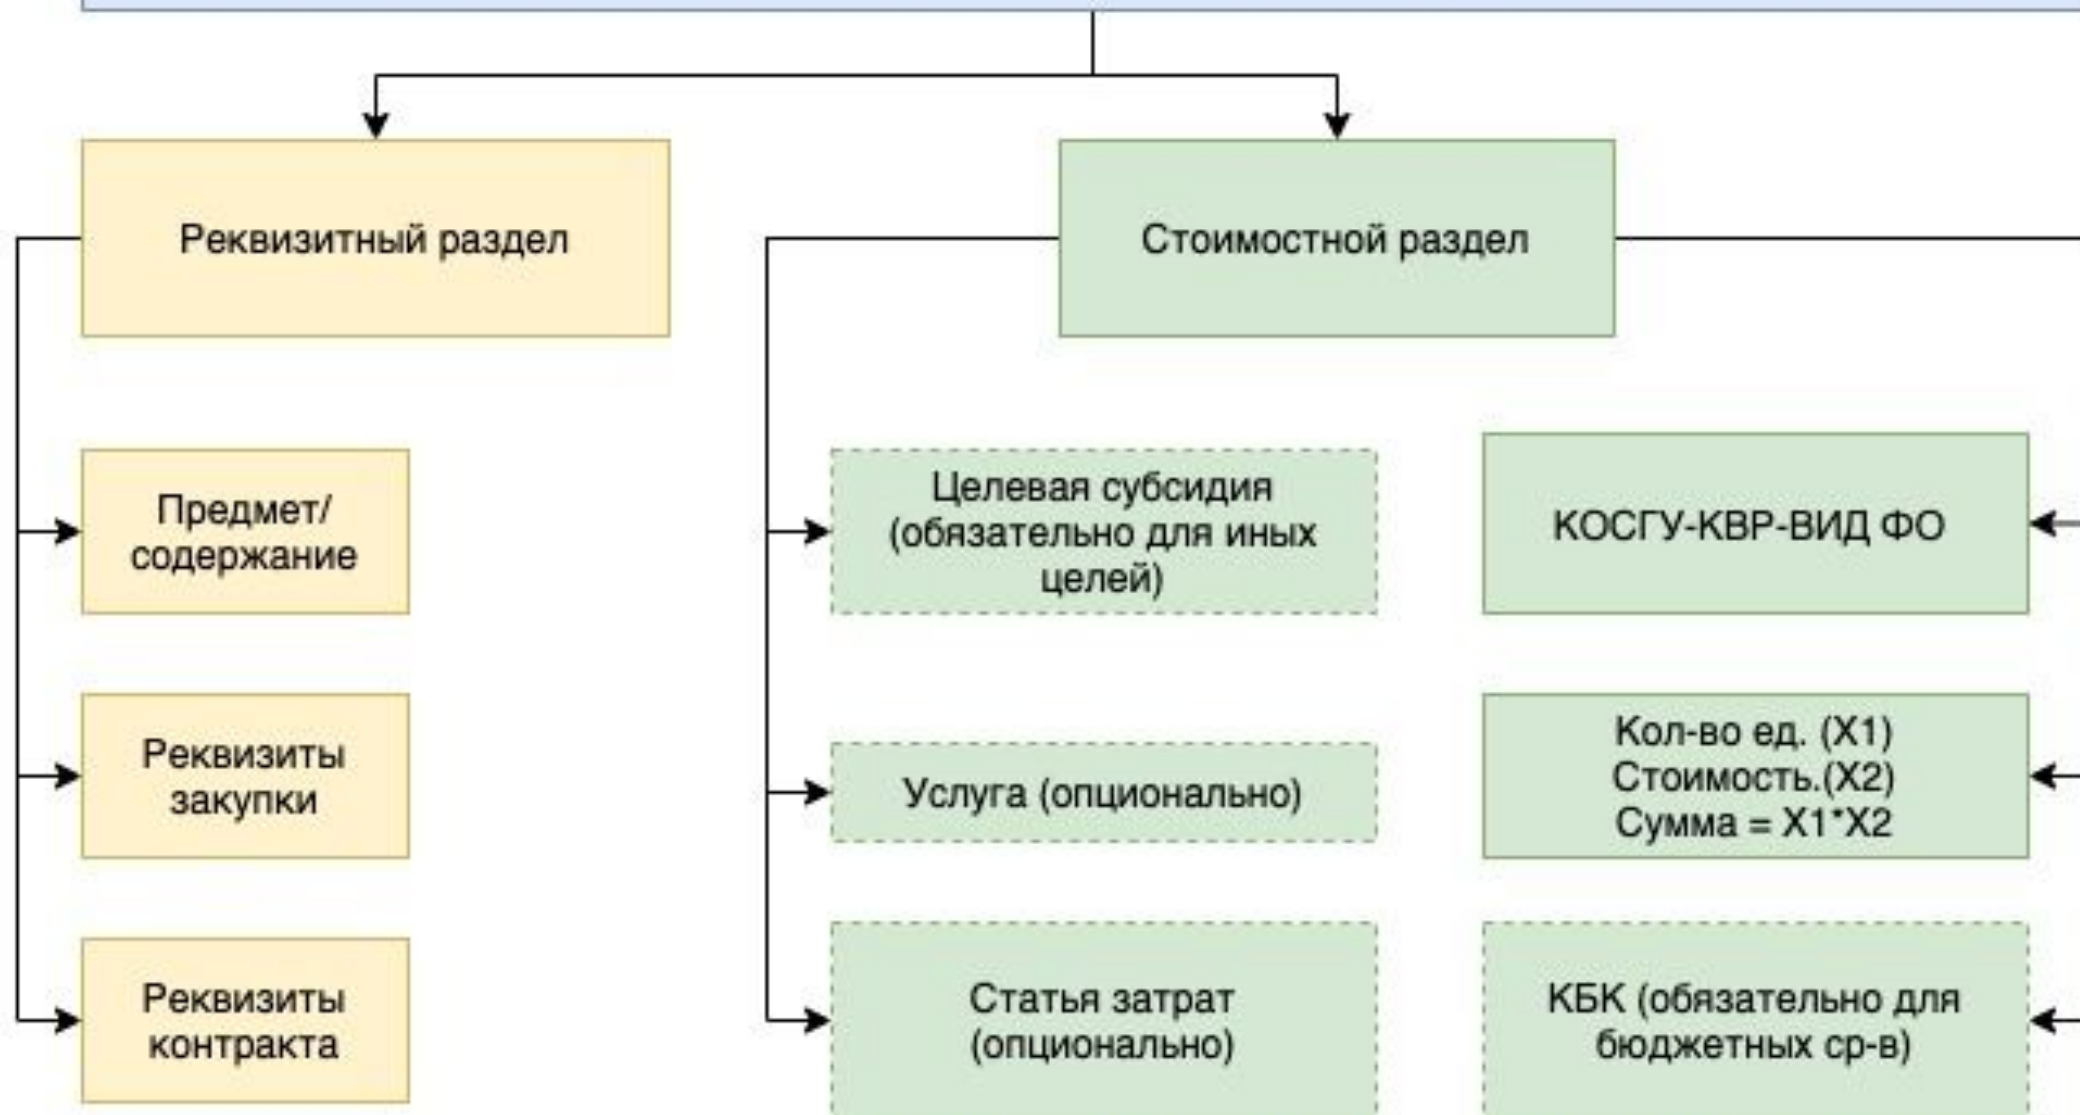 Реквизитный раздел
Стоимостной раздел
Предмет/
содержание
Реквизиты
закупки
Реквизиты
контракта
Целевая субсидия
(обязательно для иных
целей)
Услуга (опционально)
Статья затрат
(опционально)
КОСГУ-КВР-ВИД ФО
Кол-во ед. (X1)
Стоимость.(X2)
Сумма = X1*X2
КБК (обязательно для
бюджетных ср-в)